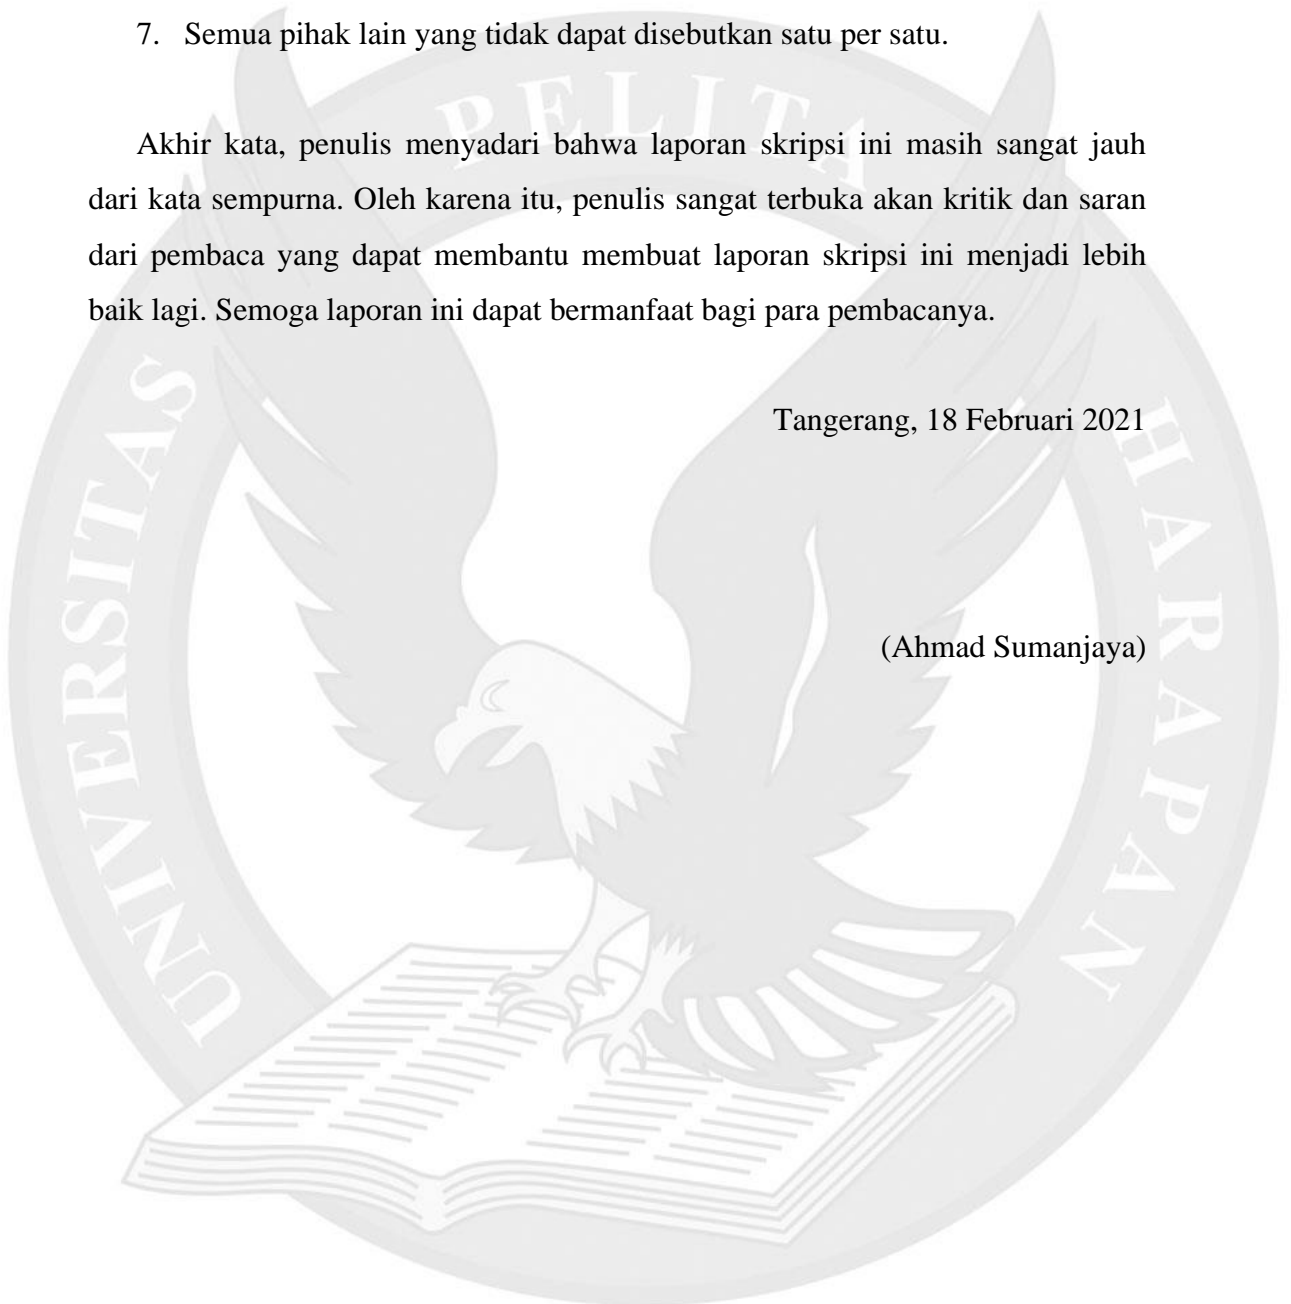 7. Semua pihak lain yang tidak dapat disebutkan satu per satu.
Akhir kata, penulis menyadari bahwa laporan skripsi ini masih sangat jauh
dari kata sempurna. Oleh karena itu, penulis sangat terbuka akan kritik dan saran
dari pembaca yang dapat membantu membuat laporan skripsi ini menjadi lebih
baik lagi. Semoga laporan ini dapat bermanfaat bagi para pembacanya.
Tangerang, 18 Februari 2021
(Ahmad Sumanjaya)
UNIVERSITAS PELITA HARAPAN